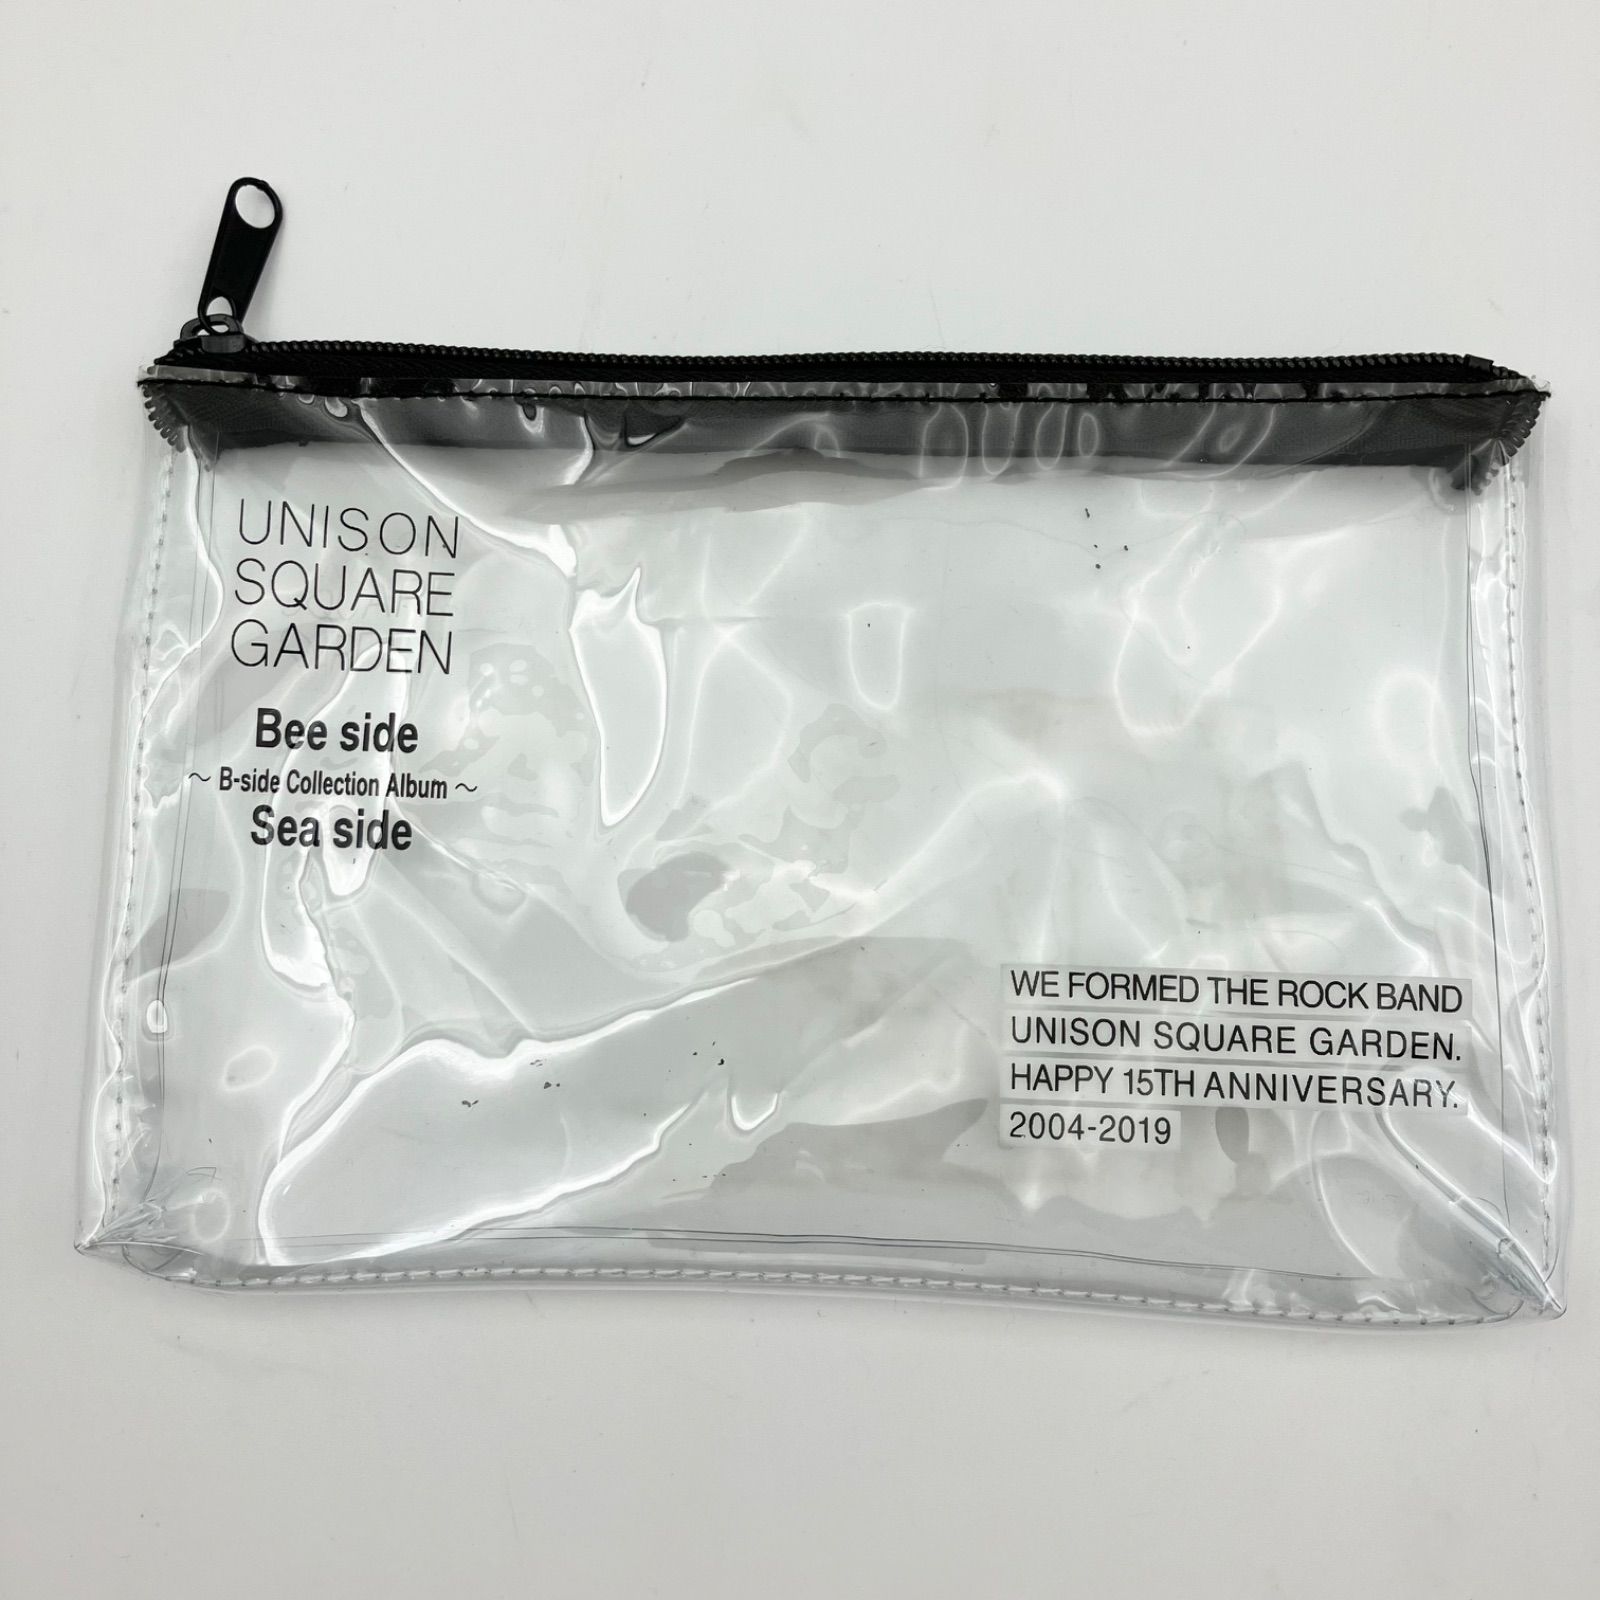 UNISON
SQUARE
GARDEN
Bee side
～ B-side Collection Album ～
Sea side
WE FORMED THE ROCK BAND
UNISON SQUARE GARDEN.
HAPPY 15TH ANNIVERSARY.
2004-2019